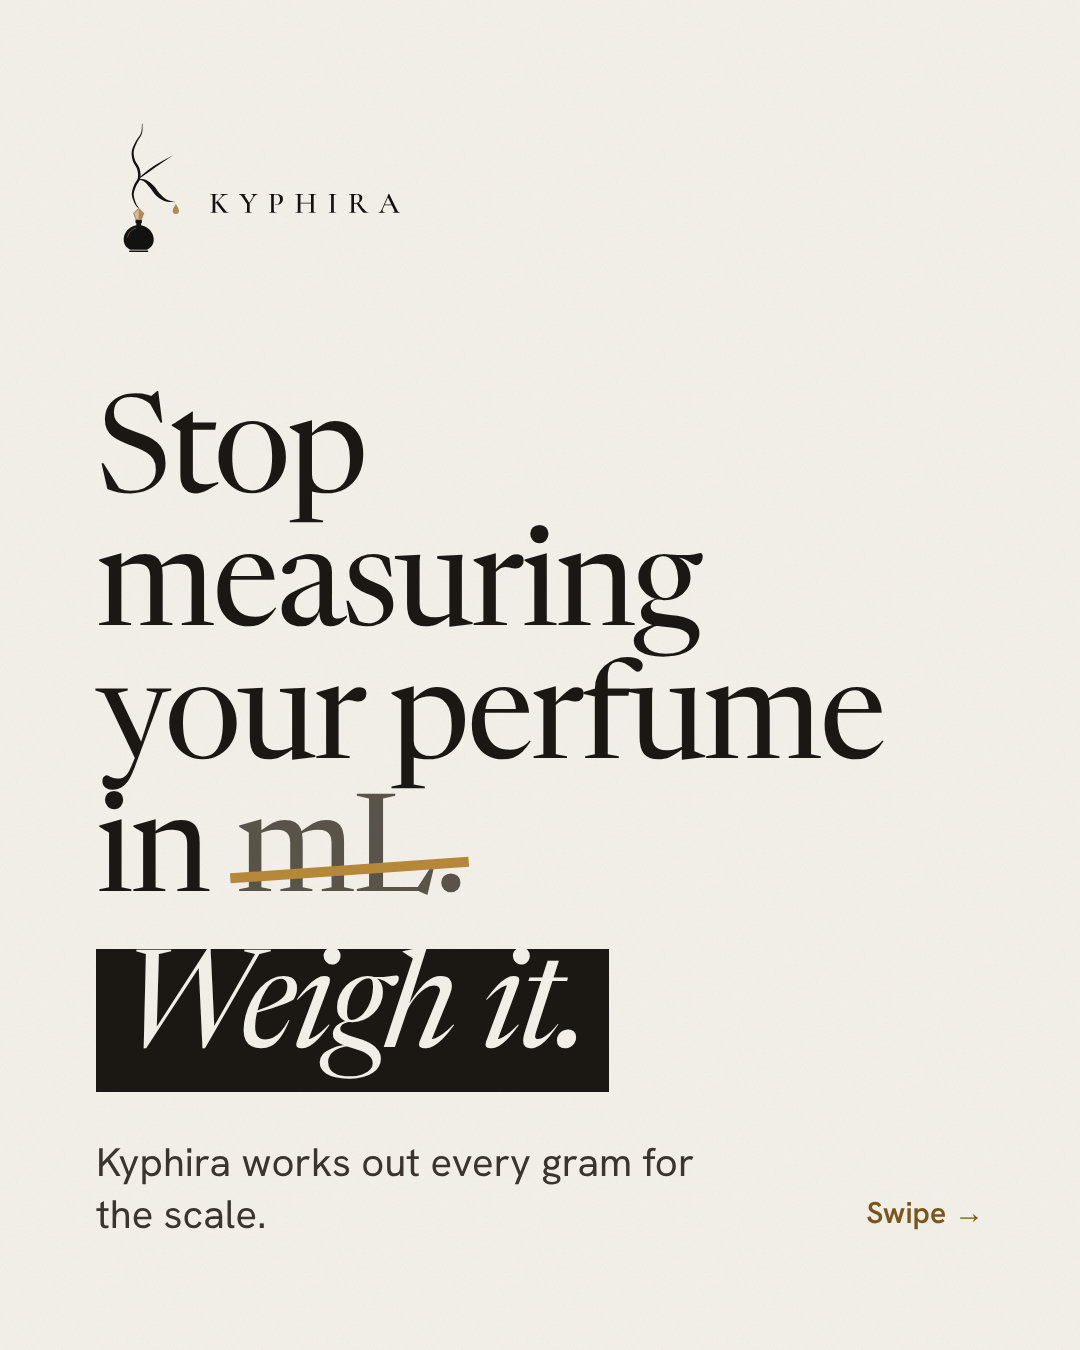 KYPHIRA
Stop
measuring
your perfume
in mL.
Weigh it.
Kyphira works out every gram for
the scale.
Swipe →